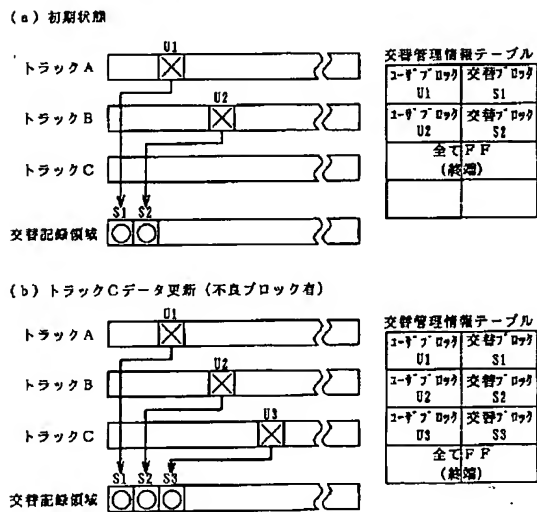 (a) 初期状態
U1
トラックA
U2
トラックB
トラックC
S1 S2
交替記録領域
交替管理情報テーブル
ユーザブロック 交替ブロック
U1 S1
ユーザブロック 交替ブロック
U2 S2
全てFF
(終端)
(b) トラックCデータ更新 (不良ブロック有)
U1
トラックA
U2
トラックB
U3
トラックC
S1 S2 S3
交替記録領域
交替管理情報テーブル
ユーザブロック 交替ブロック
U1 S1
ユーザブロック 交替ブロック
U2 S2
ユーザブロック 交替ブロック
U3 S3
全てFF
(終端)